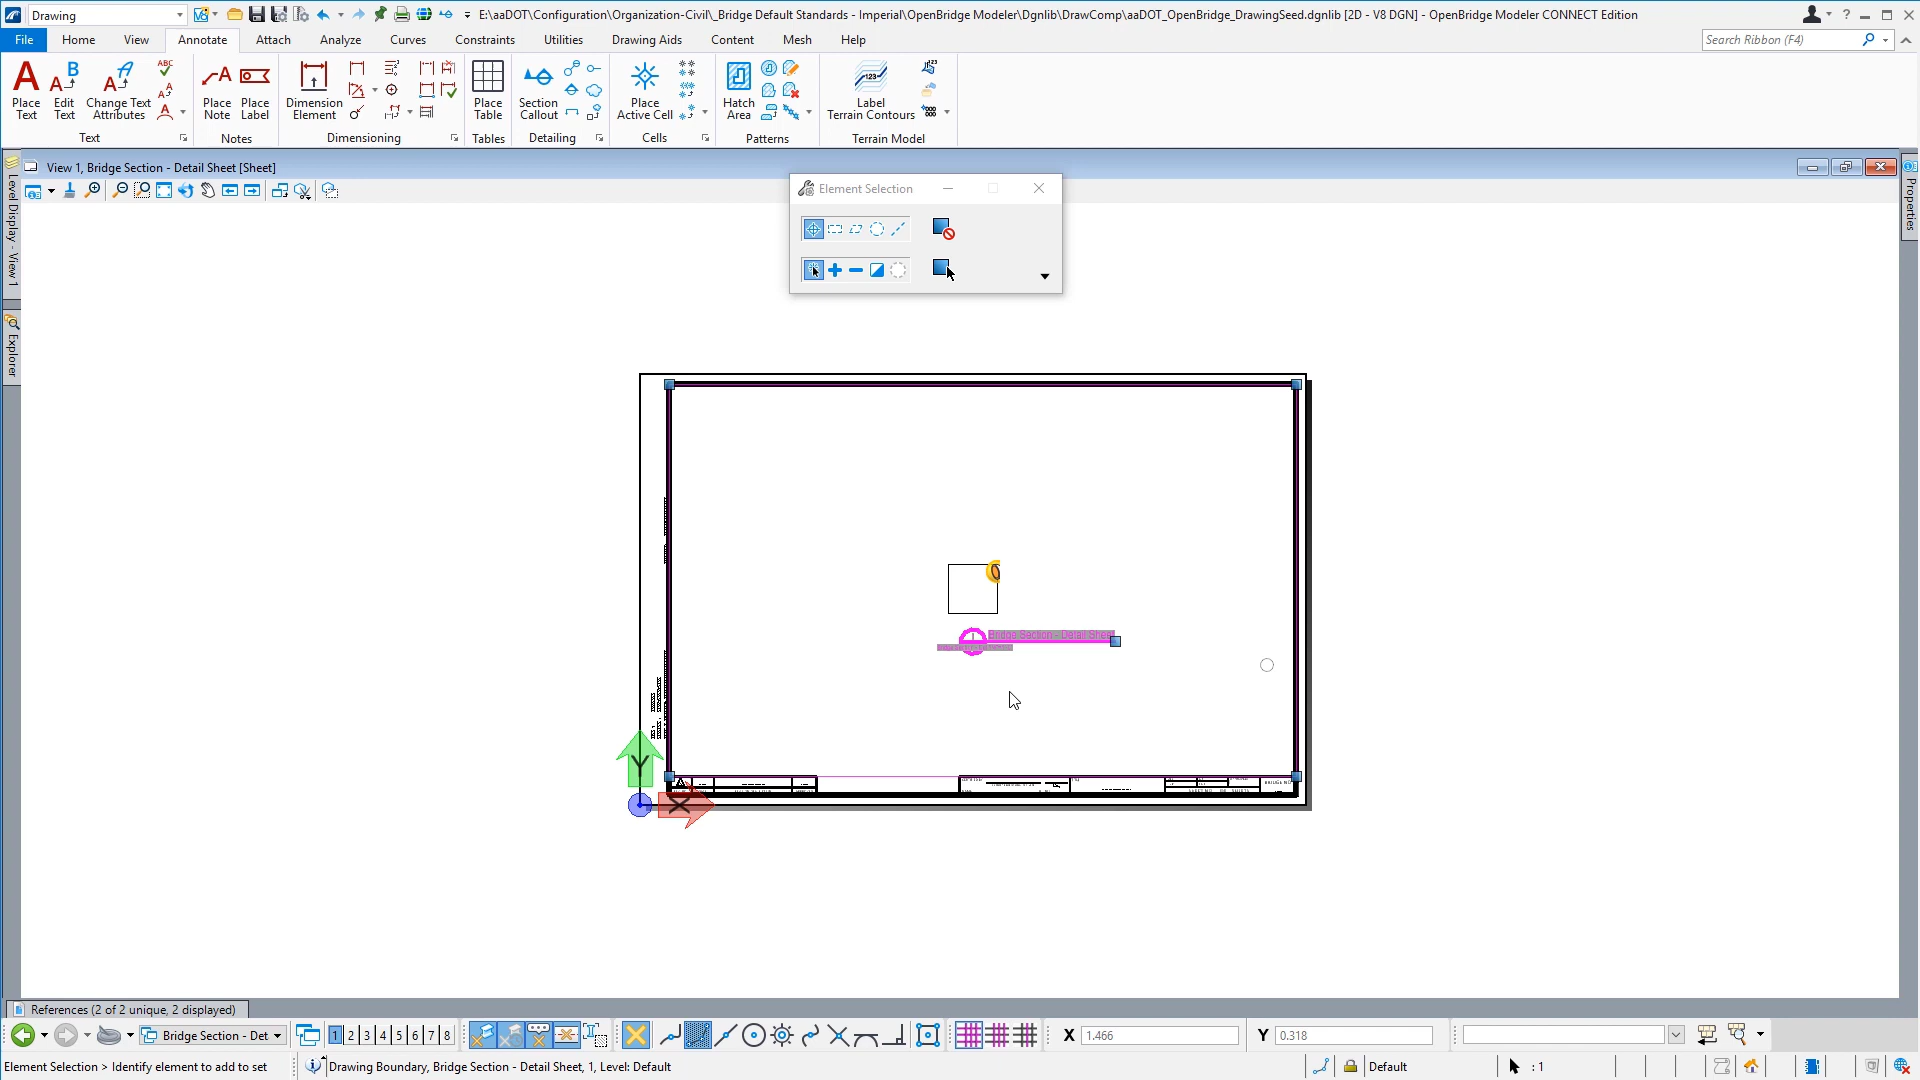 Drawing
E:\aaDOT\Configuration\Organization-Civil\_Bridge Default Standards - Imperial\OpenBridge Modeler\Dgnlib\DrawComp\aaDOT_OpenBridge_DrawingSeed.dgnlib [2D - V8 DGN] - OpenBridge Modeler CONNECT Edition
File Home View Annotate Attach Analyze Curves Constraints Utilities Drawing Aids Content Mesh Help
Search Ribbon (F4)
Place Text
Edit Text
Change Text Attributes
Place Note
Place Label
Dimension Element
Place Table
Section Callout
Place Active Cell
Hatch Area
Label Terrain Contours
Text Notes Dimensioning Tables Detailing Cells Patterns Terrain Model
View 1, Bridge Section - Detail Sheet [Sheet]
Level Display - View 1
Explorer
Properties
Element Selection
Bridge Section - Detail Sheet
Y
X
References (2 of 2 unique, 2 displayed)
Bridge Section - Det
1 2 3 4 5 6 7 8
X 1.466
Y 0.318
Element Selection > Identify element to add to set
Drawing Boundary, Bridge Section - Detail Sheet, 1, Level: Default
Default
: 1